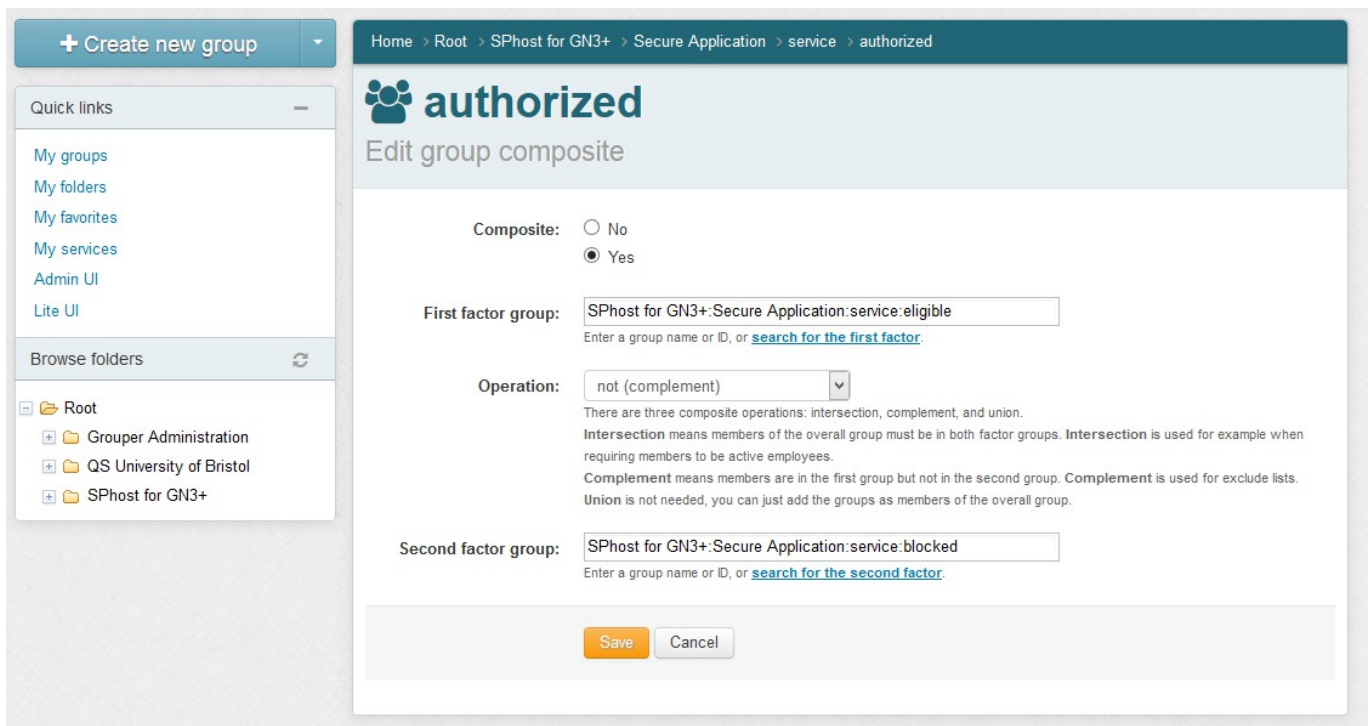 + Create new group
Quick links
My groups
My folders
My favorites
My services
Admin UI
Lite UI
Browse folders
Root
Grouper Administration
QS University of Bristol
SPhost for GN3+
Home > Root > SPhost for GN3+ > Secure Application > service > authorized
authorized
Edit group composite
Composite:
No
Yes
First factor group:
SPhost for GN3+:Secure Application:service:eligible
Enter a group name or ID, or search for the first factor.
Operation:
not (complement)
There are three composite operations: intersection, complement, and union.
Intersection means members of the overall group must be in both factor groups. Intersection is used for example when
requiring members to be active employees.
Complement means members are in the first group but not in the second group. Complement is used for exclude lists.
Union is not needed, you can just add the groups as members of the overall group.
Second factor group:
SPhost for GN3+:Secure Application:service:blocked
Enter a group name or ID, or search for the second factor.
Save
Cancel